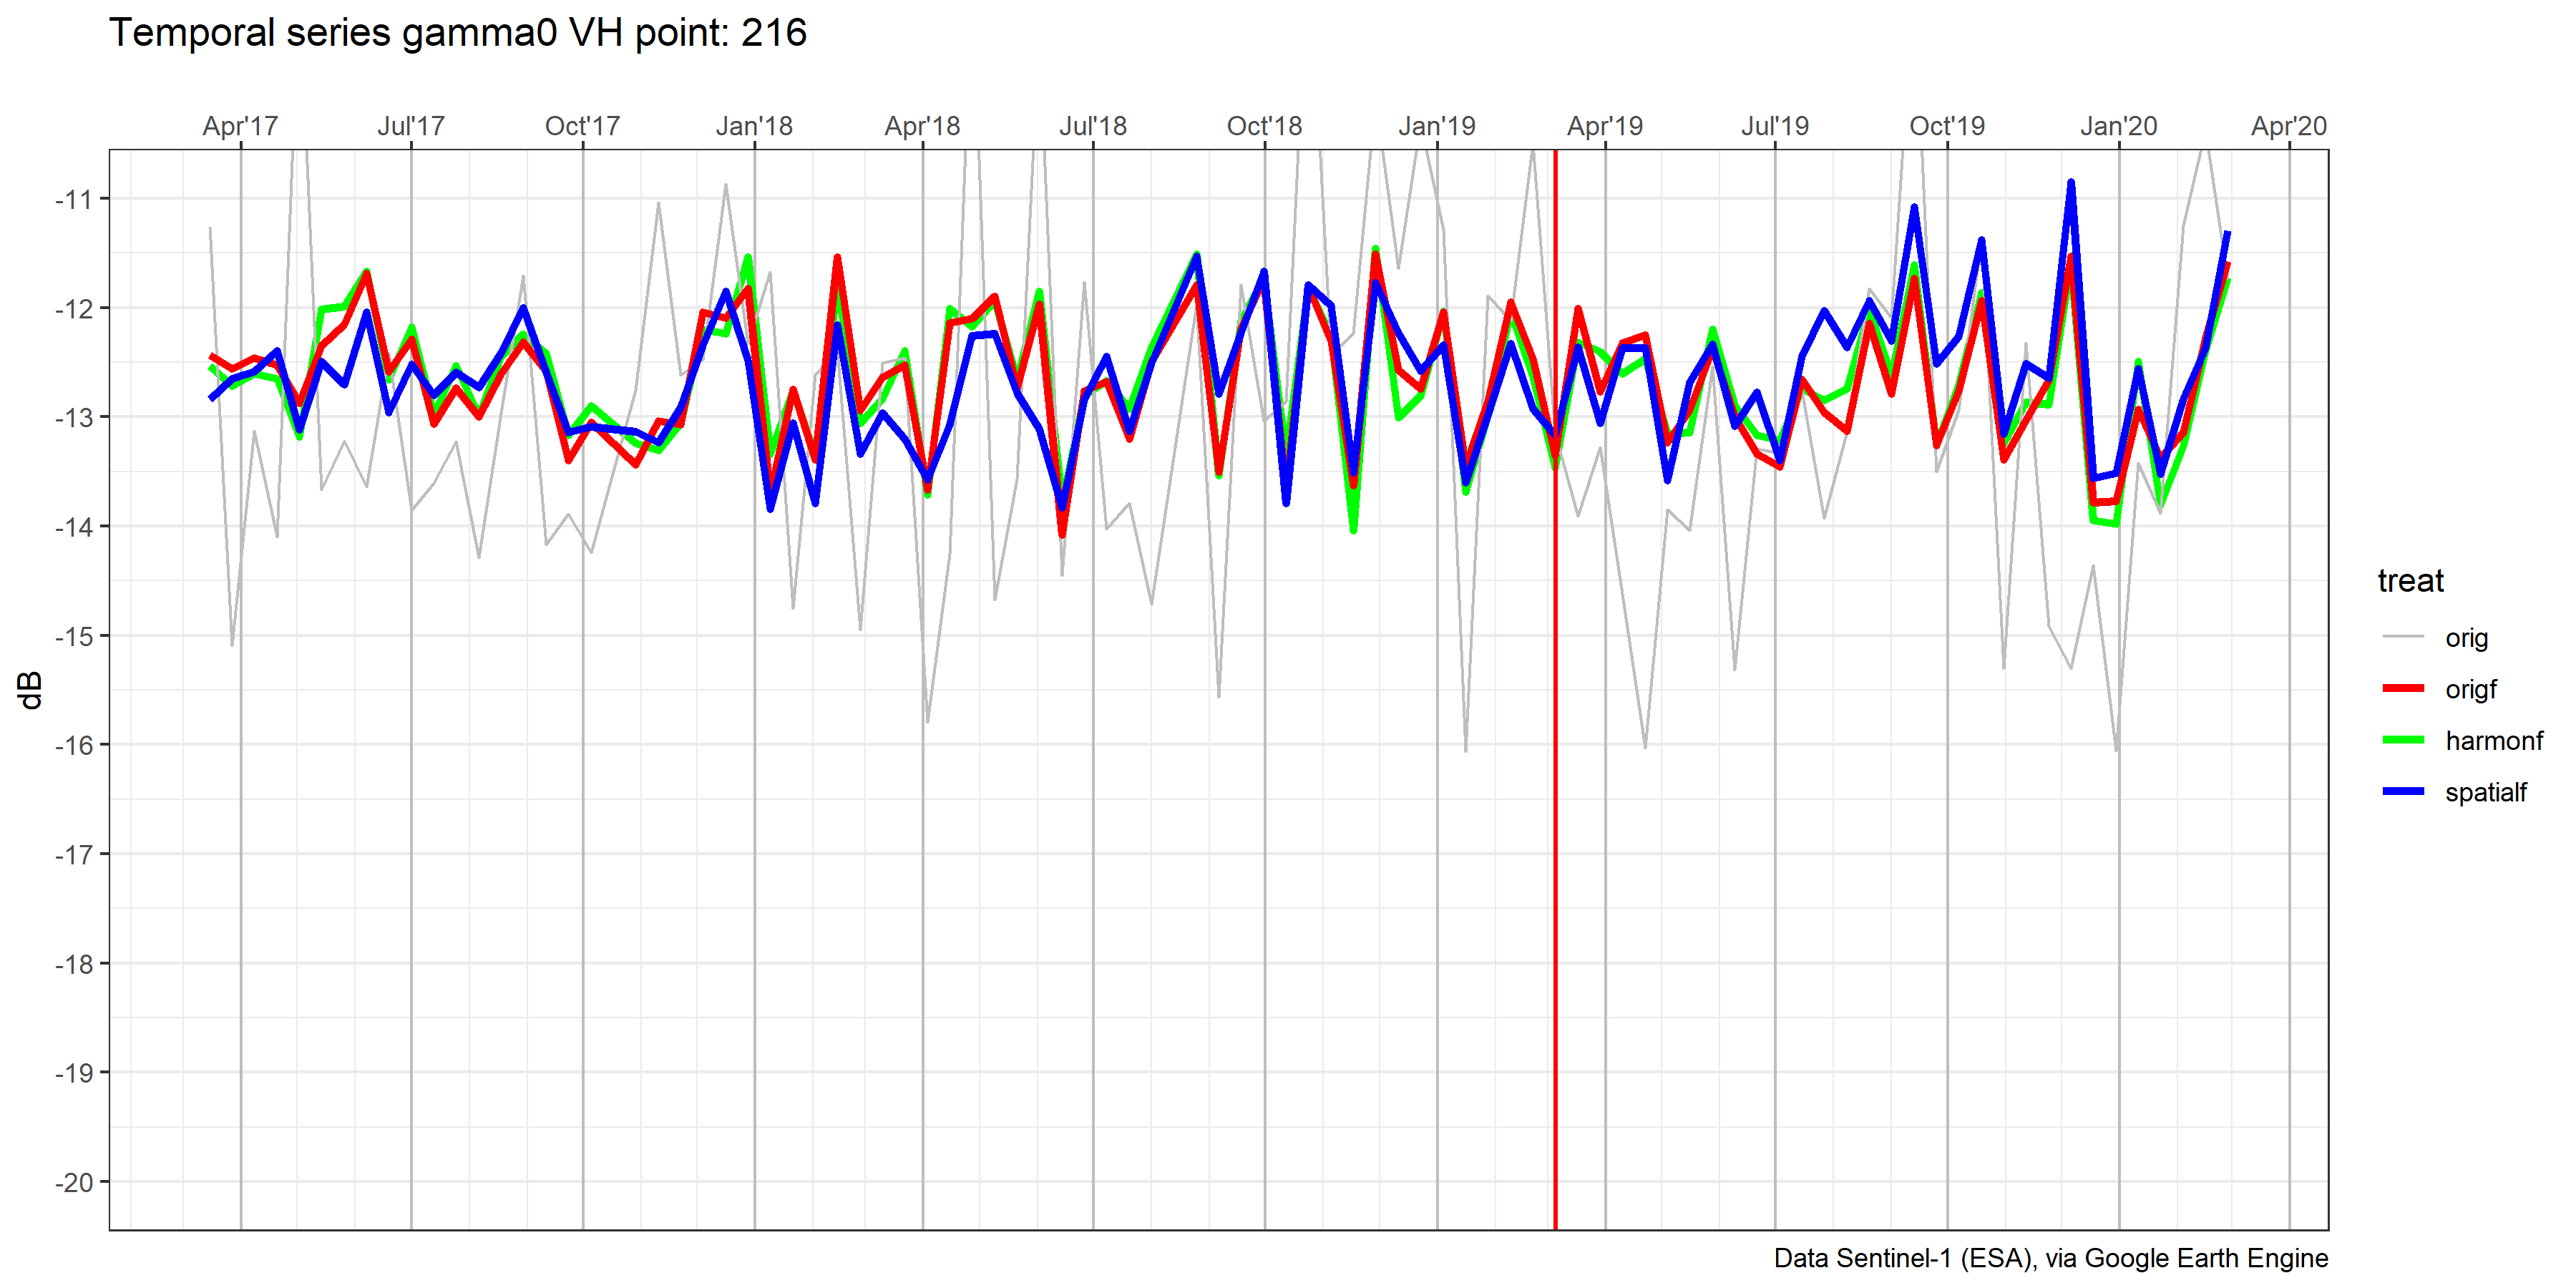 Temporal series gamma0 VH point: 216
Apr'17 Jul'17 Oct'17 Jan'18 Apr'18 Jul'18 Oct'18 Jan'19 Apr'19 Jul'19 Oct'19 Jan'20 Apr'20
-11
-12
-13
-14
-15
-16
-17
-18
-19
-20
dB
treat
orig
origf
harmonf
spatialf
Data Sentinel-1 (ESA), via Google Earth Engine